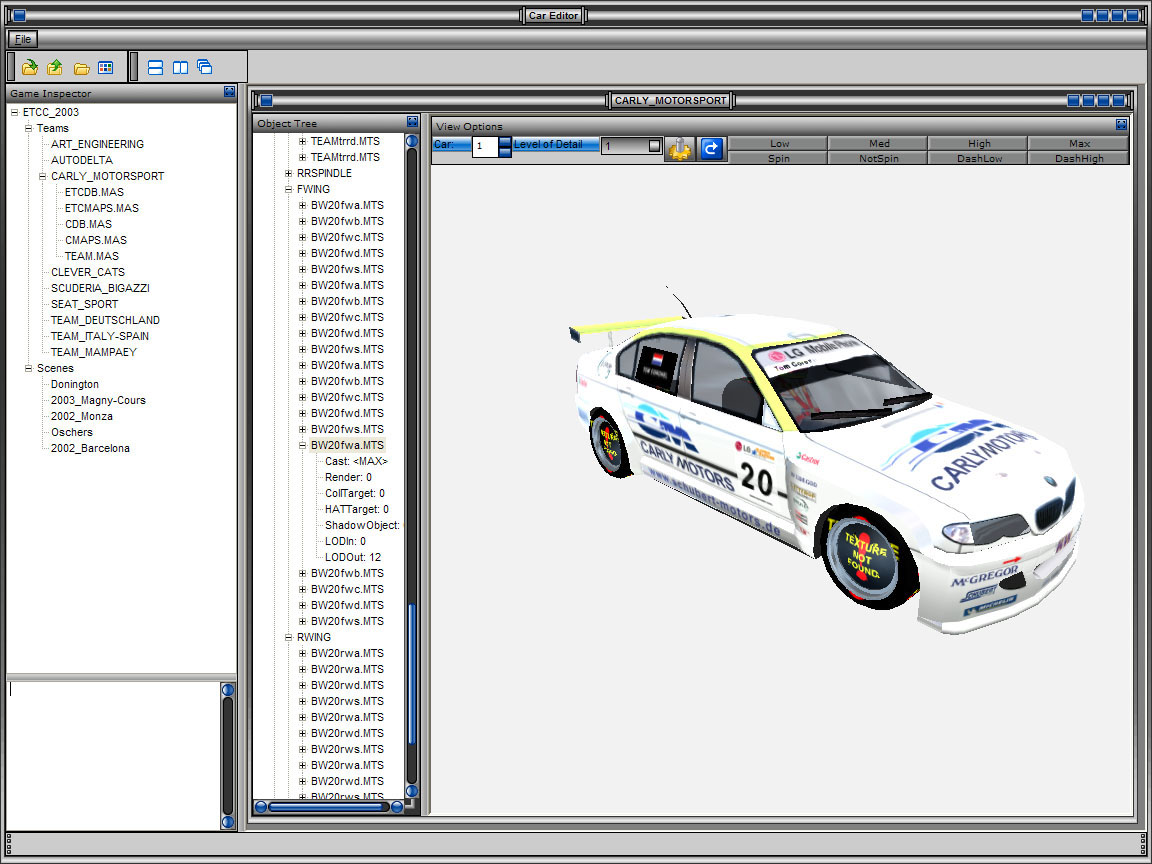 Car Editor
File
Game Inspector
ETCC_2003
Teams
ART_ENGINEERING
AUTODELTA
CARLY_MOTORSPORT
ETCDB.MAS
ETCMAPS.MAS
CDB.MAS
CMAPS.MAS
TEAM.MAS
CLEVER_CATS
SCUDERIA_BIGAZZI
SEAT_SPORT
TEAM_DEUTSCHLAND
TEAM_ITALY-SPAIN
TEAM_MAMPAEY
Scenes
Donington
2003_Magny-Cours
2002_Monza
Oschers
2002_Barcelona
CARLY_MOTORSPORT
Object Tree
TEAMtrrd.MTS
TEAMtrrd.MTS
RRSPINDLE
FWING
BW20fwa.MTS
BW20fwb.MTS
BW20fwc.MTS
BW20fwd.MTS
BW20fws.MTS
BW20fwa.MTS
BW20fwb.MTS
BW20fwc.MTS
BW20fwd.MTS
BW20fws.MTS
BW20fwa.MTS
BW20fwb.MTS
BW20fwc.MTS
BW20fwd.MTS
BW20fws.MTS
BW20fwa.MTS
Cast: <MAX>
Render: 0
CollTarget: 0
HATTarget: 0
ShadowObject:
LODIn: 0
LODOut: 12
BW20fwb.MTS
BW20fwc.MTS
BW20fwd.MTS
BW20fws.MTS
RWING
BW20rwa.MTS
BW20rwa.MTS
BW20rwd.MTS
BW20rws.MTS
BW20rwa.MTS
BW20rwd.MTS
BW20rws.MTS
BW20rwa.MTS
BW20rwd.MTS
BW20rws.MTS
View Options
Car: 1 Level of Detail 1
Low Med High Max
Spin NotSpin DashLow DashHigh
LG Mobile Phone
Tom
CARLY MOTORS
www.schubert-motors.de
LG
20
Castrol
CARLYMOTORS
TEXTURE
NOT
FOUND.
McGREGOR
MICHELIN